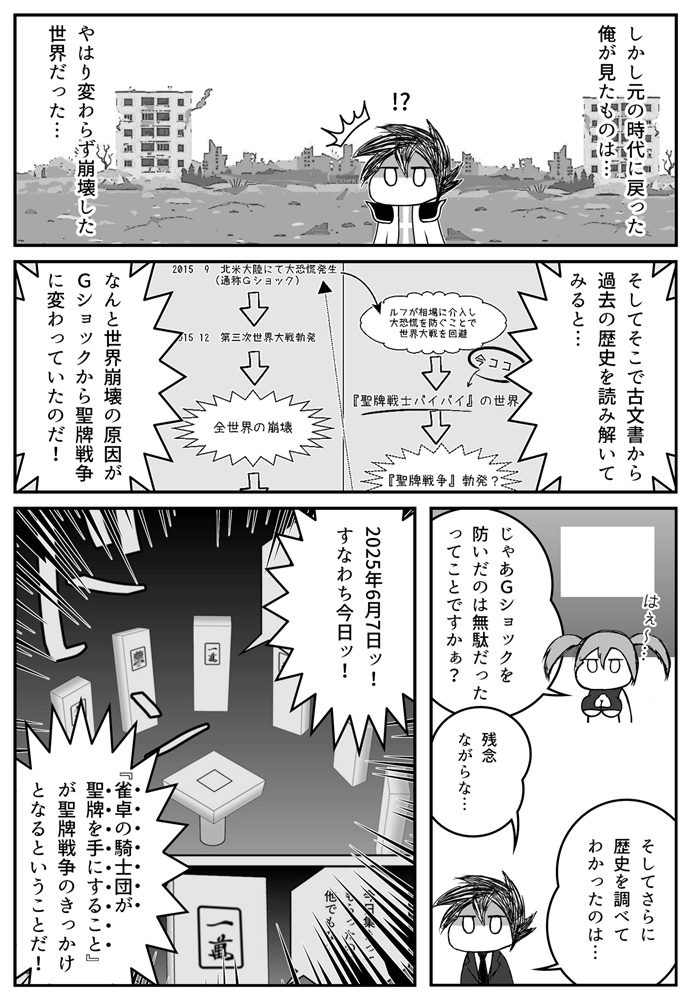 しかし元の時代に戻った
俺が見たものは…
!?
やはり変わらず崩壊した
世界だった…
そしてそこで古文書から
過去の歴史を読み解いて
みると…
ルフが相場に介入し
大恐慌を防ぐことで
世界大戦を回避
今ココ
『聖牌戦士パイパイ』の世界
『聖牌戦争』勃発？
2015 9 北米大陸にて大恐慌発生
(通称Gショック)
015 12 第三次世界大戦勃発
全世界の崩壊
なんと世界崩壊の原因が
Gショックから聖牌戦争
に変わっていたのだ！
はぇ〜…
じゃあGショックを
防いだのは無駄だった
ってことですかぁ？
残念
ながらな…
そしてさらに
歴史を調べて
わかったのは…
2025年6月7日ッ！
すなわち今日ッ！
一萬
『雀卓の騎士団が
聖牌を手にすること』
が聖牌戦争のきっかけ
となるということだ！
一萬
他でも